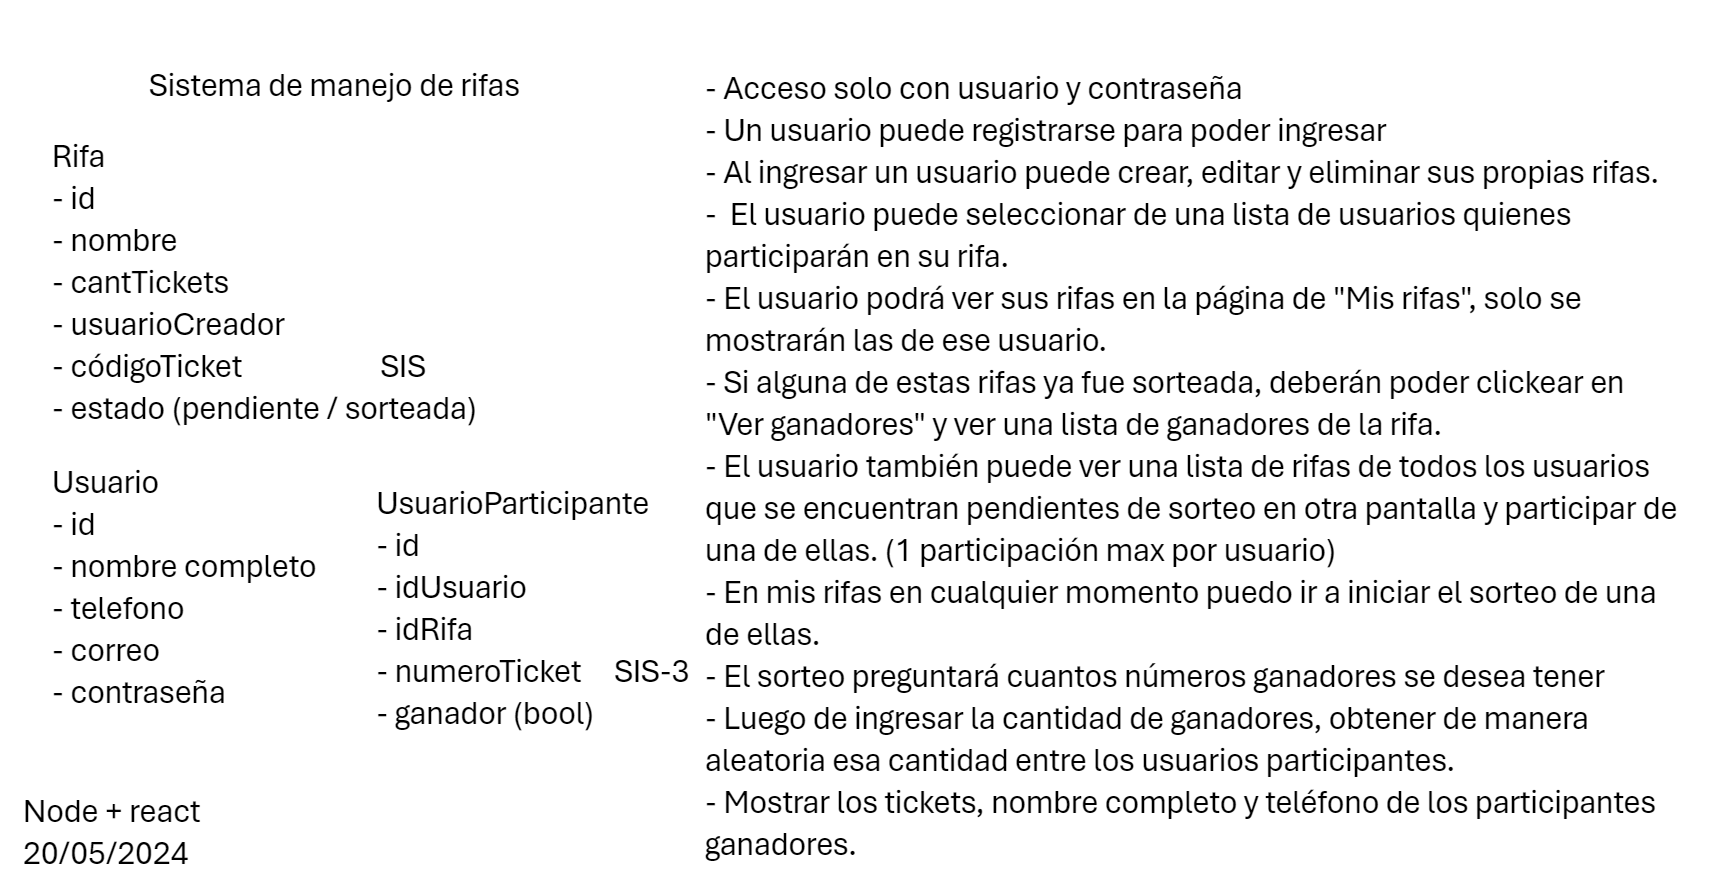 Sistema de manejo de rifas
Rifa
- id
- nombre
- cantTickets
- usuarioCreador
- códigoTicket SIS
- estado (pendiente / sorteada)
Usuario
- id
- nombre completo
- telefono
- correo
- contraseña
UsuarioParticipante
- id
- idUsuario
- idRifa
- numeroTicket SIS-3
- ganador (bool)
Node + react
20/05/2024
- Acceso solo con usuario y contraseña
- Un usuario puede registrarse para poder ingresar
- Al ingresar un usuario puede crear, editar y eliminar sus propias rifas.
- El usuario puede seleccionar de una lista de usuarios quienes
participarán en su rifa.
- El usuario podrá ver sus rifas en la página de "Mis rifas", solo se
mostrarán las de ese usuario.
- Si alguna de estas rifas ya fue sorteada, deberán poder clickear en
"Ver ganadores" y ver una lista de ganadores de la rifa.
- El usuario también puede ver una lista de rifas de todos los usuarios
que se encuentran pendientes de sorteo en otra pantalla y participar de
una de ellas. (1 participación max por usuario)
- En mis rifas en cualquier momento puedo ir a iniciar el sorteo de una
de ellas.
- El sorteo preguntará cuantos números ganadores se desea tener
- Luego de ingresar la cantidad de ganadores, obtener de manera
aleatoria esa cantidad entre los usuarios participantes.
- Mostrar los tickets, nombre completo y teléfono de los participantes
ganadores.